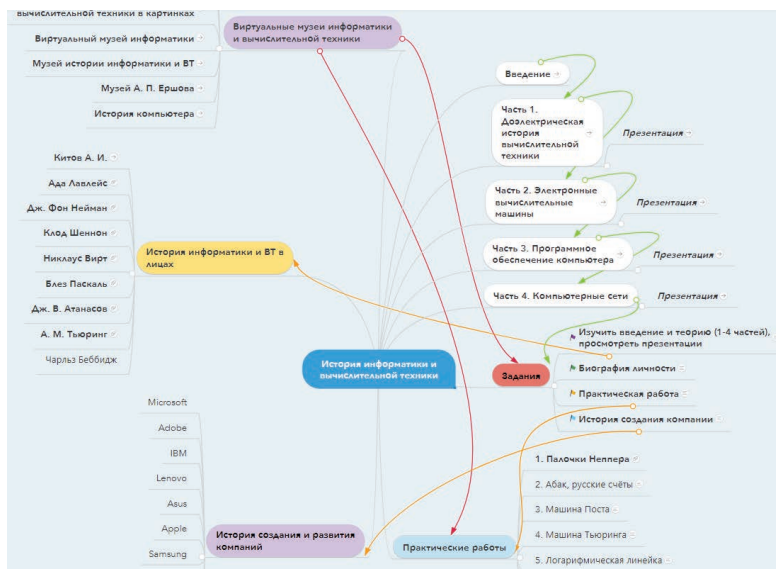 вычислительной техники в картинках
Виртуальный музей информатики
Музей истории информатики и ВТ
Музей А. П. Ершова
История компьютера
Виртуальные музеи информатики
и вычислительной техники
Введение
Часть 1.
Доэлектрическая
история
вычислительной
техники
Презентация
Часть 2. Электронные
вычислительные
машины
Презентация
Часть 3. Программное
обеспечение компьютера
Презентация
Часть 4. Компьютерные сети
Презентация
Китов А. И.
Ада Лавлейс
Дж. Фон Нейман
Клод Шеннон
Никлаус Вирт
Блез Паскаль
Дж. В. Атанасов
А. М. Тьюринг
Чарльз Беббидж
История информатики и ВТ в
лицах
История информатики и
вычислительной техники
Задания
Изучить введение и теорию (1-4 частей),
просмотреть презентации
Биография личности
Практическая работа
История создания компании
Microsoft
Adobe
IBM
Lenovo
Asus
Apple
Samsung
История создания и развития
компаний
Практические работы
1. Палочки Неппера
2. Абак, русские счёты
3. Машина Поста
4. Машина Тьюринга
5. Логарифмическая линейка